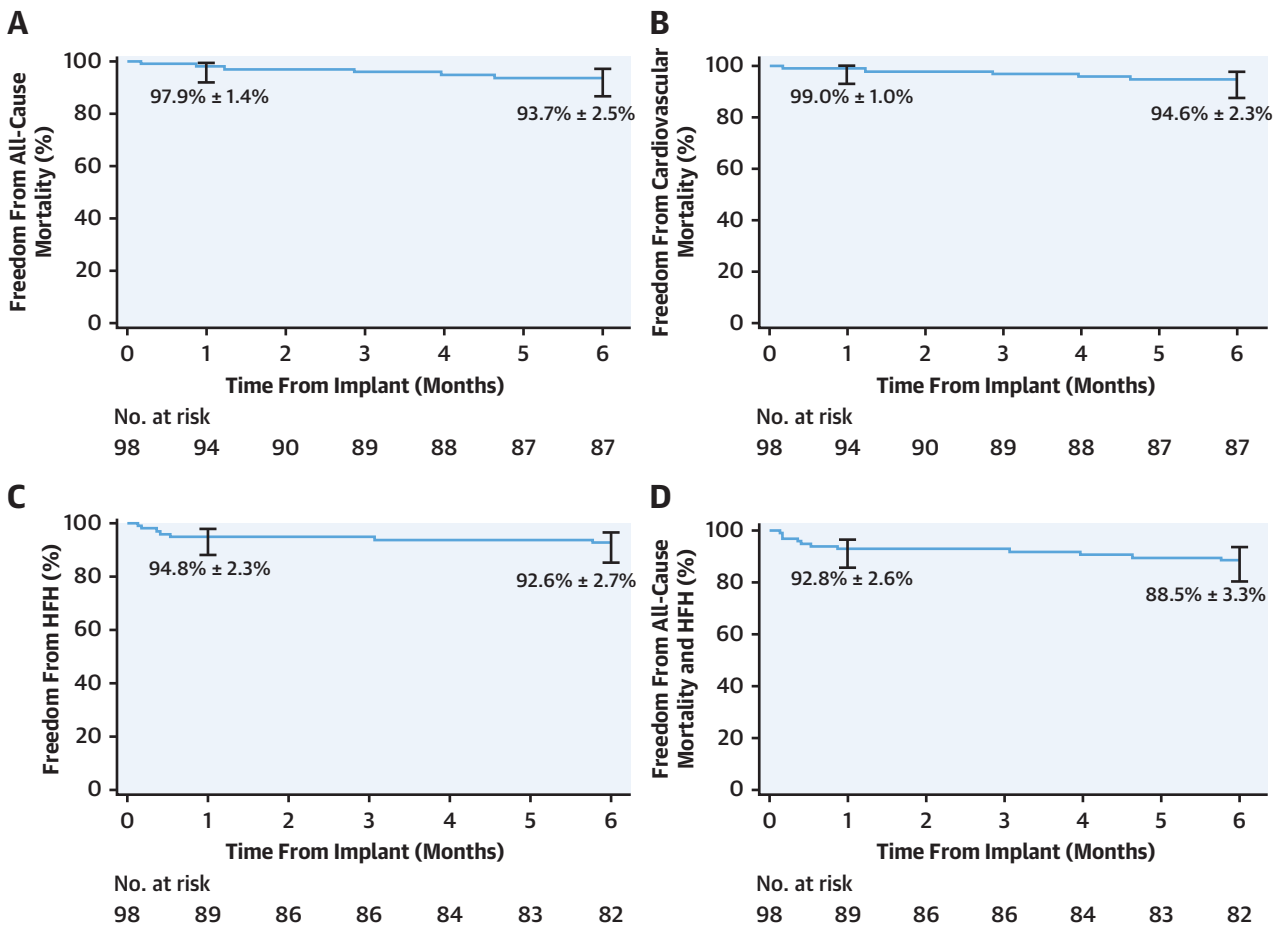 A
Freedom From All-Cause
Mortality (%)
100
80
60
40
20
0
97.9% ± 1.4%
93.7% ± 2.5%
0 1 2 3 4 5 6
Time From Implant (Months)
No. at risk
98 94 90 89 88 87 87
B
Freedom From Cardiovascular
Mortality (%)
100
80
60
40
20
0
99.0% ± 1.0%
94.6% ± 2.3%
0 1 2 3 4 5 6
Time From Implant (Months)
No. at risk
98 94 90 89 88 87 87
C
Freedom From HFH (%)
100
80
60
40
20
0
94.8% ± 2.3%
92.6% ± 2.7%
0 1 2 3 4 5 6
Time From Implant (Months)
No. at risk
98 89 86 86 84 83 82
D
Freedom From All-Cause
Mortality and HFH (%)
100
80
60
40
20
0
92.8% ± 2.6%
88.5% ± 3.3%
0 1 2 3 4 5 6
Time From Implant (Months)
No. at risk
98 89 86 86 84 83 82